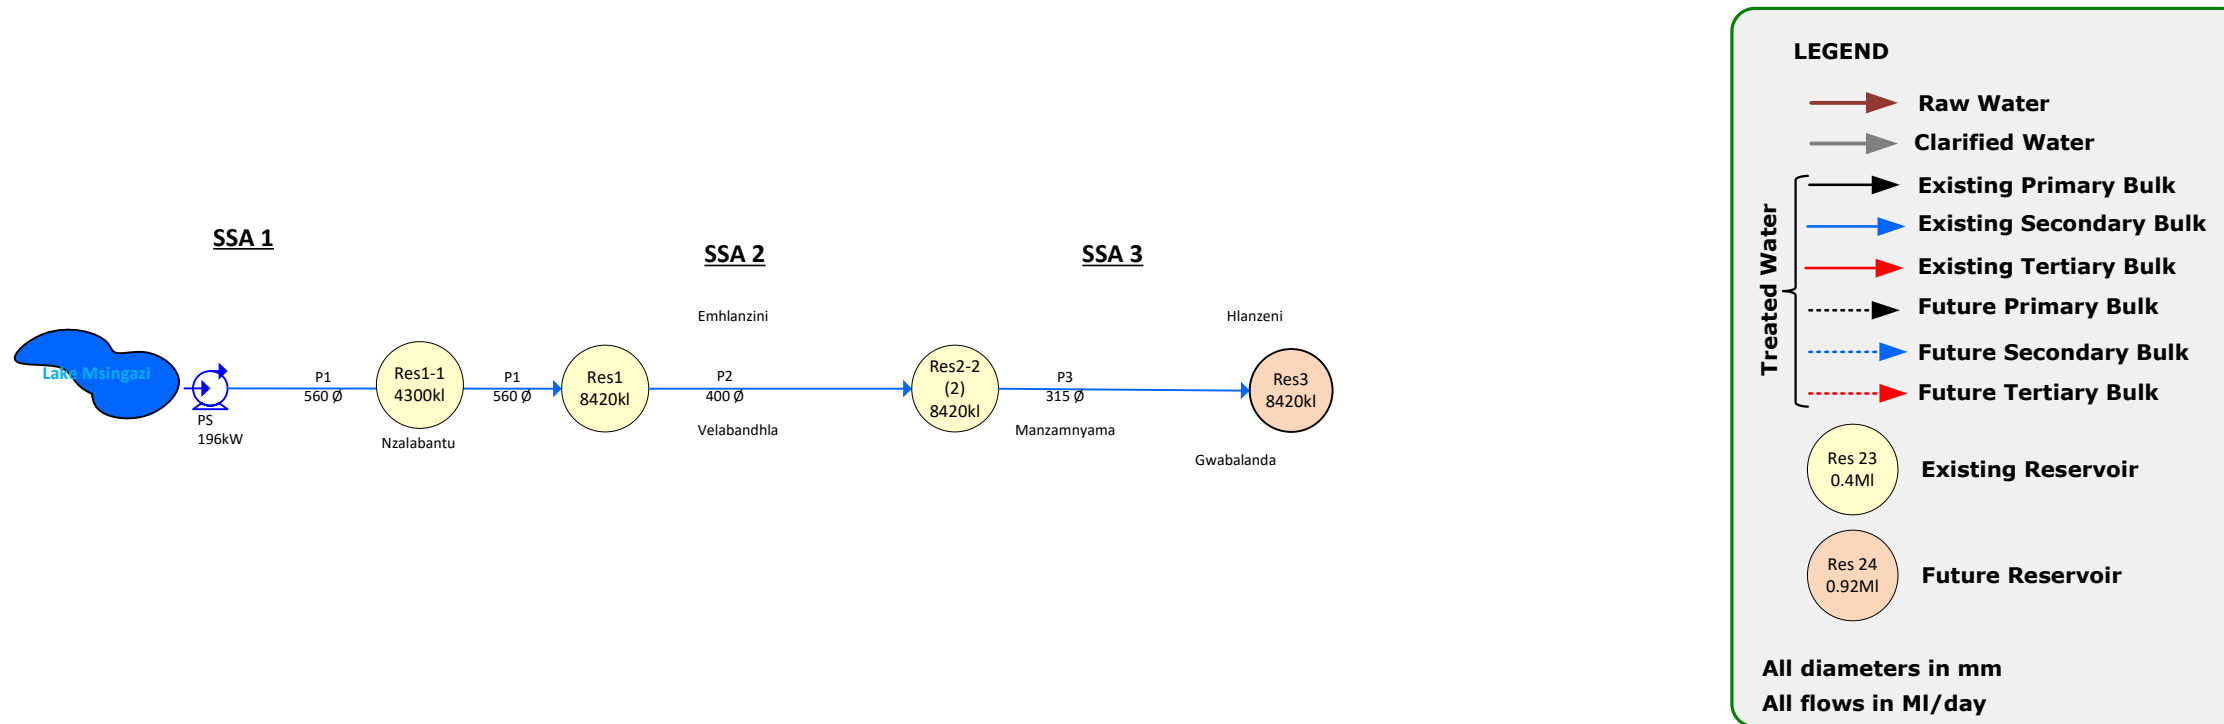 SSA 1
SSA 2
SSA 3
Emhlanzini
Hlanzeni
Lake Msingazi
PS
196kW
P1
560 Ø
Res1-1
4300kl
Nzalabantu
P1
560 Ø
Res1
8420kl
P2
400 Ø
Velabandhla
Res2-2
(2)
8420kl
P3
315 Ø
Manzamnyama
Res3
8420kl
Gwabalanda
LEGEND
Raw Water
Clarified Water
Treated Water
Existing Primary Bulk
Existing Secondary Bulk
Existing Tertiary Bulk
Future Primary Bulk
Future Secondary Bulk
Future Tertiary Bulk
Res 23
0.4Ml
Existing Reservoir
Res 24
0.92Ml
Future Reservoir
All diameters in mm
All flows in Ml/day